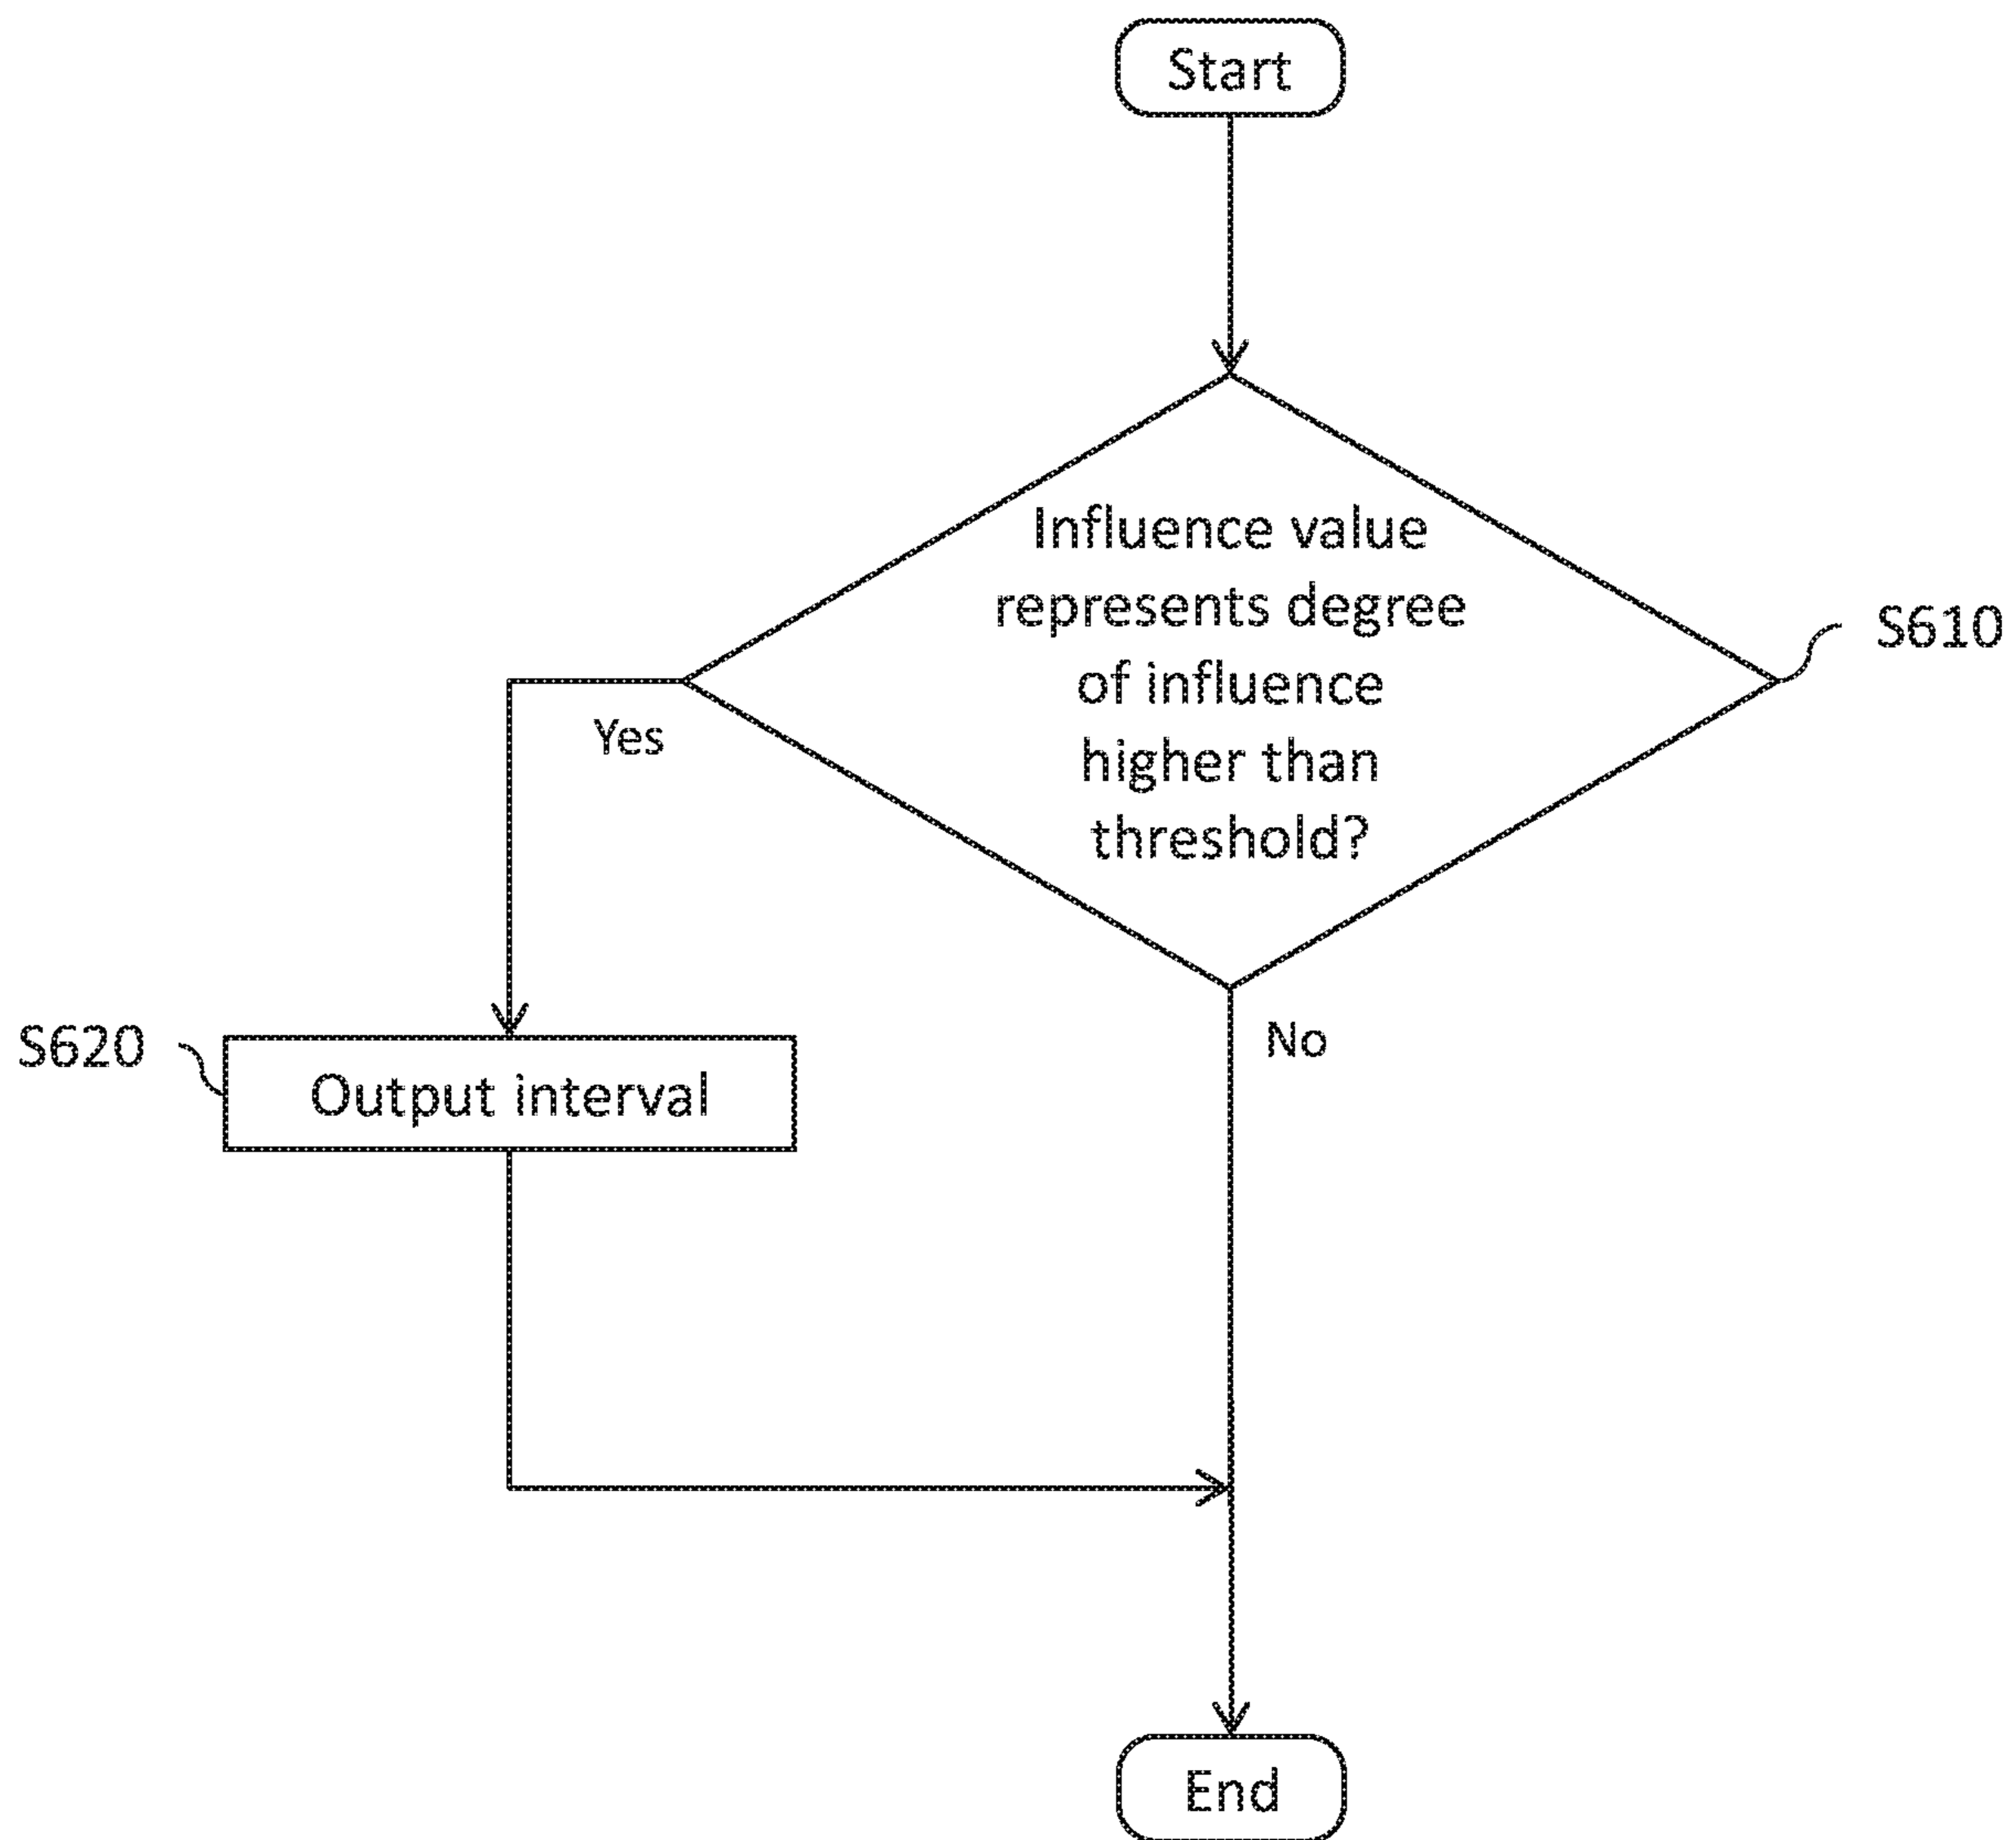 Start
Influence value
represents degree
of influence
higher than
threshold?
S610
Yes
No
S620
Output interval
End